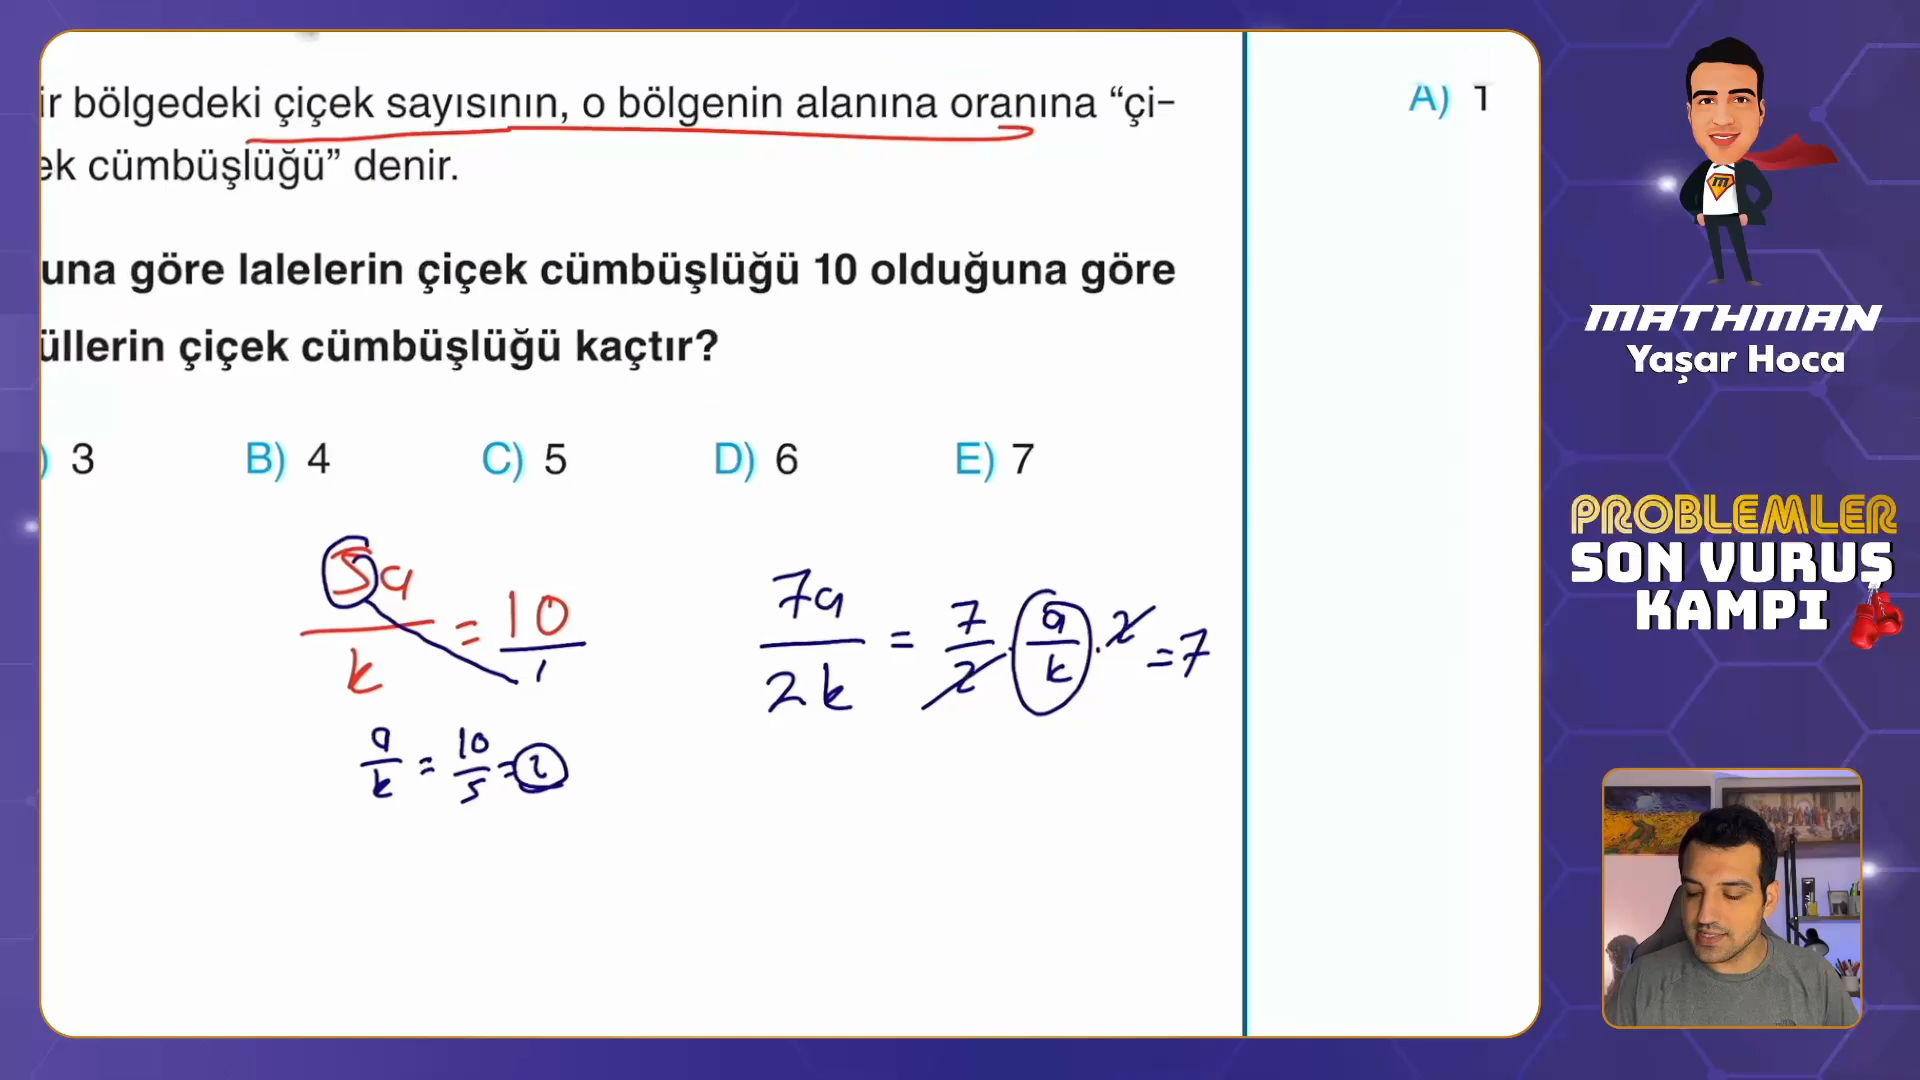 ir bölgedeki çiçek sayısının, o bölgenin alanına oranına “çi-
ek cümbüşlüğü” denir.
una göre lalelerin çiçek cümbüşlüğü 10 olduğuna göre
üllerin çiçek cümbüşlüğü kaçtır?
) 3 B) 4 C) 5 D) 6 E) 7
5a/k = 10/1
a/k = 10/5 = 2
7a/2k = 7/2 · a/k · 2 = 7
A) 1
m
MATHMAN
Yaşar Hoca
PROBLEMLER
SON VURUŞ
KAMPI